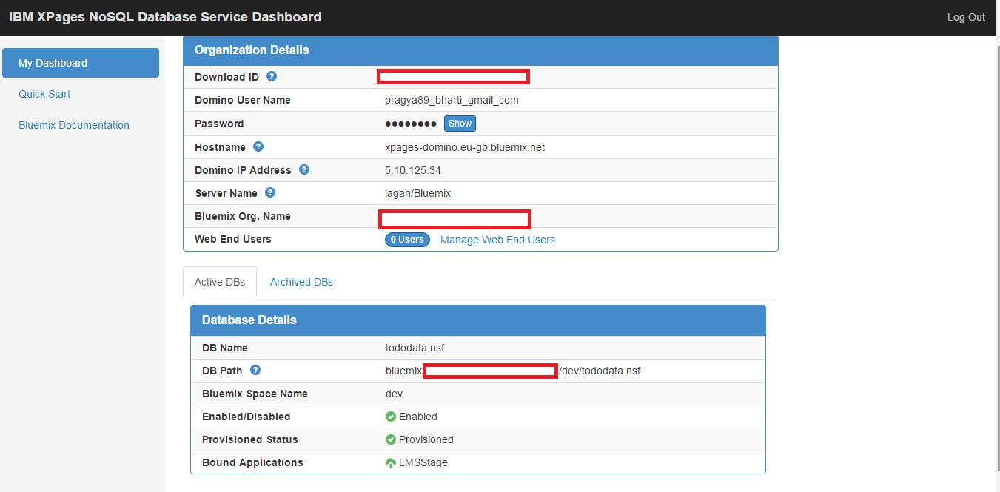 IBM XPages NoSQL Database Service Dashboard Log Out
My Dashboard
Quick Start
Bluemix Documentation
Organization Details
Download ID ?
Domino User Name pragya89_bharti_gmail_com
Password ●●●●●●●● Show
Hostname ? xpages-domino.eu-gb.bluemix.net
Domino IP Address ? 5.10.125.34
Server Name ? lagan/Bluemix
Bluemix Org. Name
Web End Users 0 Users Manage Web End Users
Active DBs Archived DBs
Database Details
DB Name tododata.nsf
DB Path ? bluemix/ /dev/tododata.nsf
Bluemix Space Name dev
Enabled/Disabled Enabled
Provisioned Status Provisioned
Bound Applications LMSStage